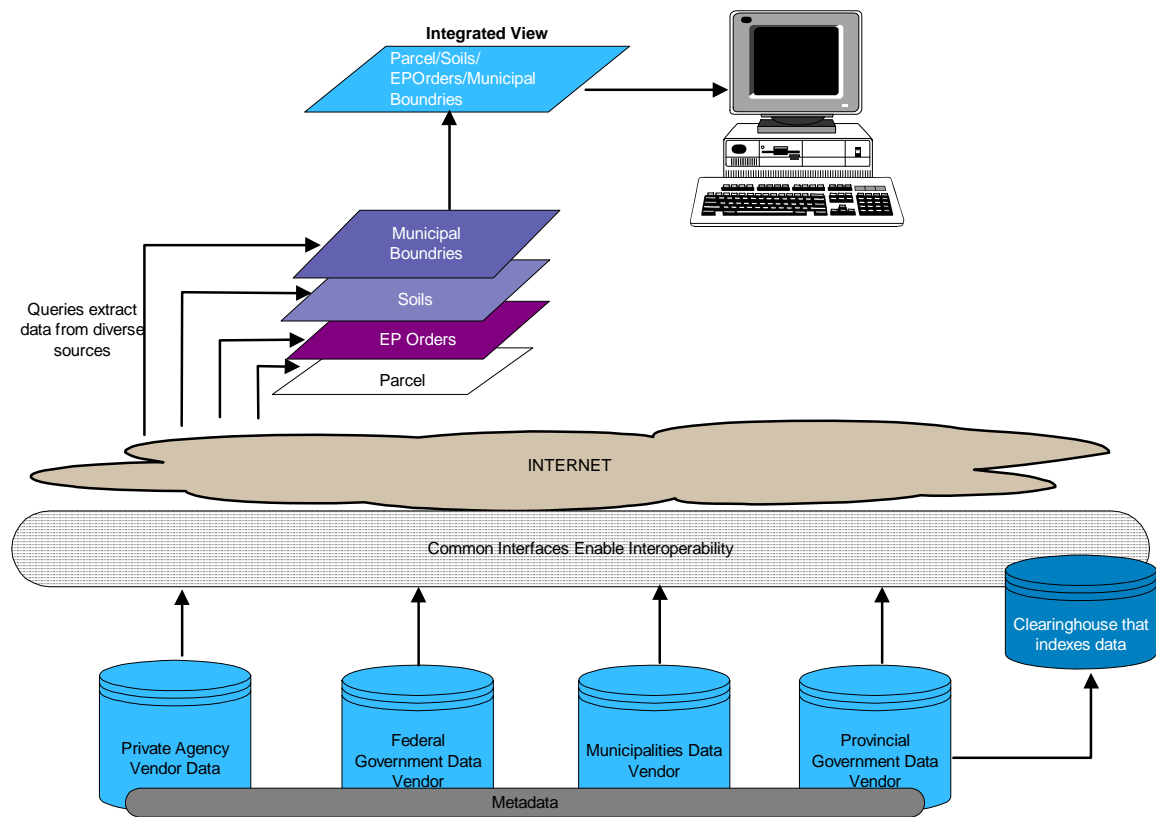 Integrated View
Parcel/Soils/
EPOrders/Municipal
Boundries
Municipal
Boundries
Soils
EP Orders
Parcel
Queries extract
data from diverse
sources
INTERNET
Common Interfaces Enable Interoperability
Clearinghouse that
indexes data
Private Agency
Vendor Data
Federal
Government Data
Vendor
Municipalities Data
Vendor
Provincial
Government Data
Vendor
Metadata